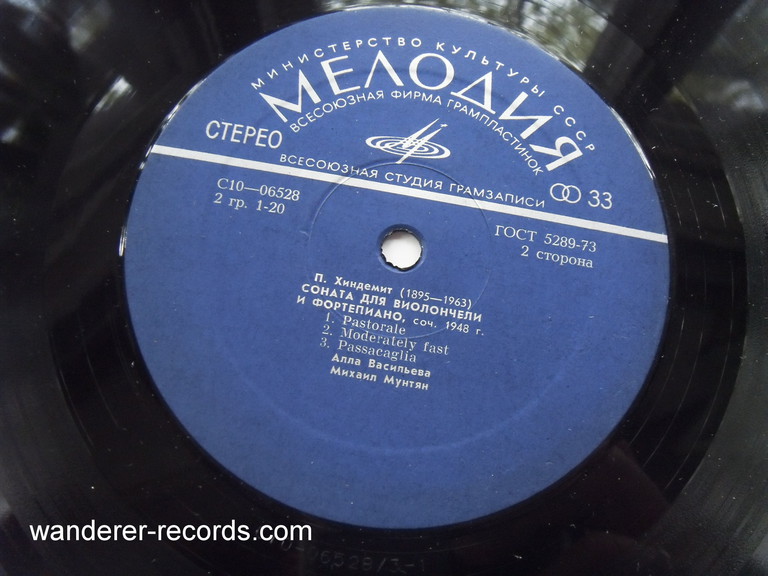 МИНИСТЕРСТВО КУЛЬТУРЫ СССР
МЕЛОДИЯ
ВСЕСОЮЗНАЯ ФИРМА ГРАМПЛАСТИНОК
СТЕРЕО
ВСЕСОЮЗНАЯ СТУДИЯ ГРАМЗАПИСИ
33
С10—06528
2 гр. 1-20
ГОСТ 5289-73
2 сторона
П. Хиндемит (1895—1963)
СОНАТА ДЛЯ ВИОЛОНЧЕЛИ
И ФОРТЕПИАНО, соч. 1948 г.
1. Pastorale
2. Moderately fast
3. Passacaglia
Алла Васильева
Михаил Мунтян
wanderer-records.com